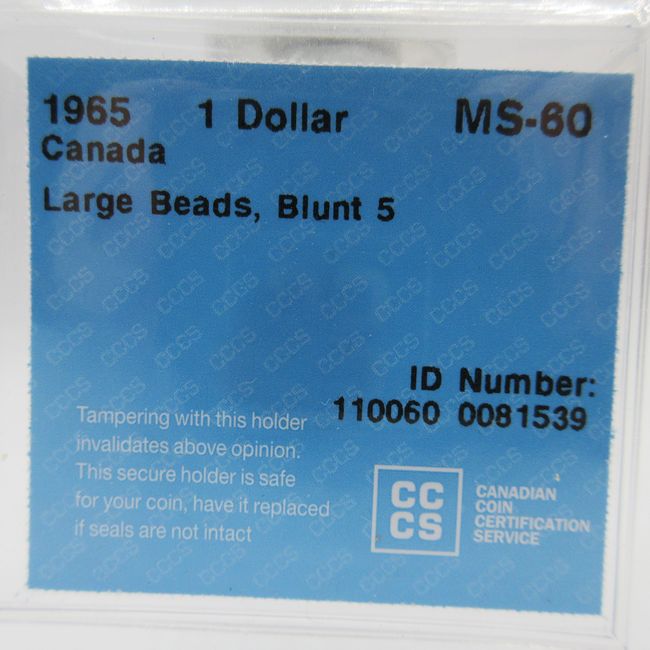 1965 1 Dollar MS-60
Canada
Large Beads, Blunt 5
ID Number:
110060 0081539
Tampering with this holder
invalidates above opinion.
This secure holder is safe
for your coin, have it replaced
if seals are not intact
CC
CS
CANADIAN
COIN
CERTIFICATION
SERVICE